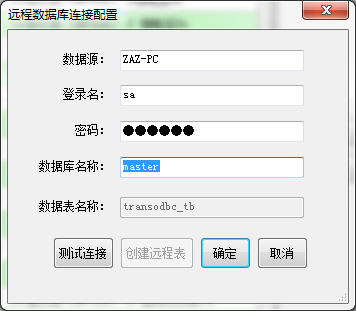 远程数据库连接配置
数据源： ZAZ-PC
登录名： sa
密码： ●●●●●●
数据库名称： master
数据表名称： transodbc_tb
测试连接 创建远程表 确定 取消